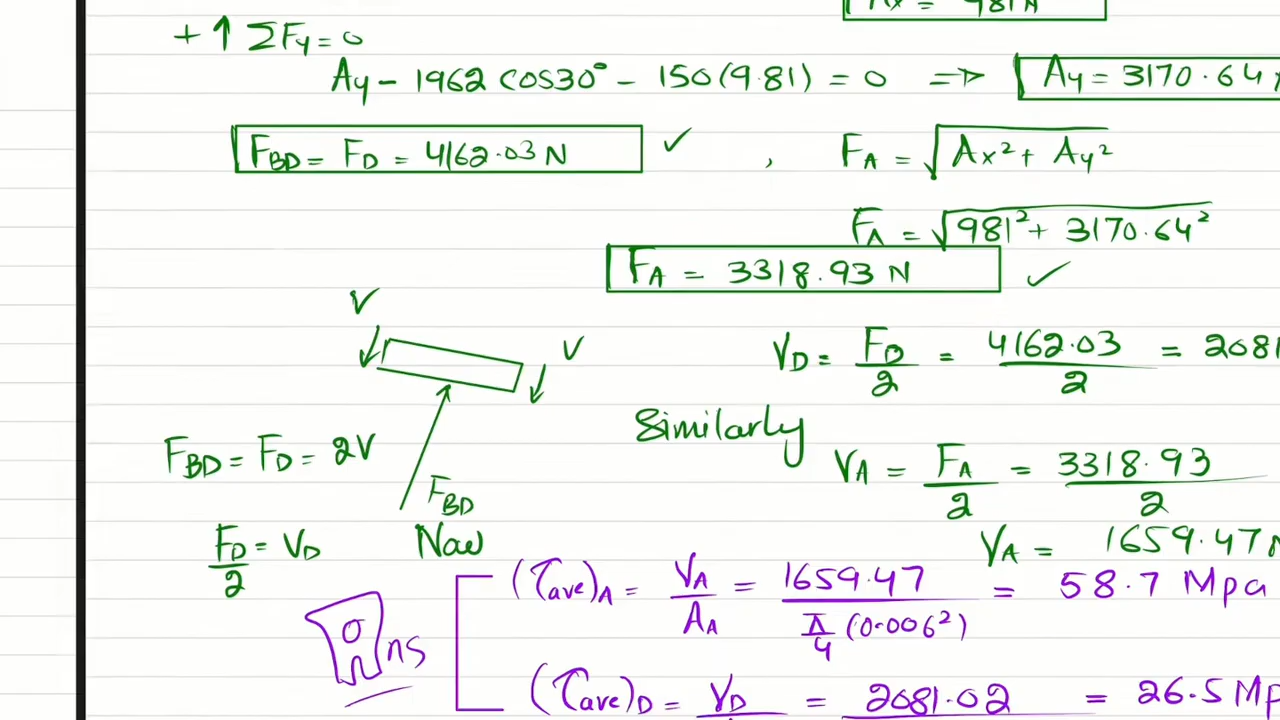 Ax = 981 N
+↑ ΣFy = 0
Ay - 1962 cos30° - 150(9.81) = 0 => Ay = 3170.64
FBD = FD = 4162.03 N ✓ , FA = √Ax² + Ay²
FA = √981² + 3170.64²
FA = 3318.93 N ✓
V
V
VD = FD/2 = 4162.03/2 = 2081
Similarly
FBD = FD = 2V
VA = FA/2 = 3318.93/2
FBD
FD/2 = VD
Now
VA = 1659.47 N
(τave)A = VA/AA = 1659.47/π/4 (0.006²) = 58.7 Mpa
Ans
(τave)D = VD = 2081.02 = 26.5 Mp